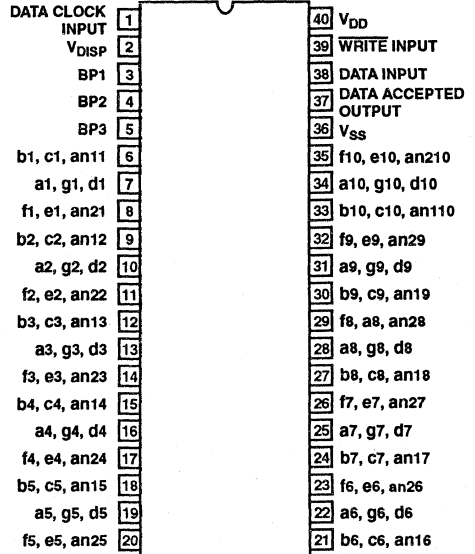 DATA CLOCK
INPUT
1
VDISP 2
BP1 3
BP2 4
BP3 5
b1, c1, an11 6
a1, g1, d1 7
f1, e1, an21 8
b2, c2, an12 9
a2, g2, d2 10
f2, e2, an22 11
b3, c3, an13 12
a3, g3, d3 13
f3, e3, an23 14
b4, c4, an14 15
a4, g4, d4 16
f4, e4, an24 17
b5, c5, an15 18
a5, g5, d5 19
f5, e5, an25 20
40 VDD
39 WRITE INPUT
38 DATA INPUT
37 DATA ACCEPTED
OUTPUT
36 VSS
35 f10, e10, an210
34 a10, g10, d10
33 b10, c10, an110
32 f9, e9, an29
31 a9, g9, d9
30 b9, c9, an19
29 f8, a8, an28
28 a8, g8, d8
27 b8, c8, an18
26 f7, e7, an27
25 a7, g7, d7
24 b7, c7, an17
23 f6, e6, an26
22 a6, g6, d6
21 b6, c6, an16